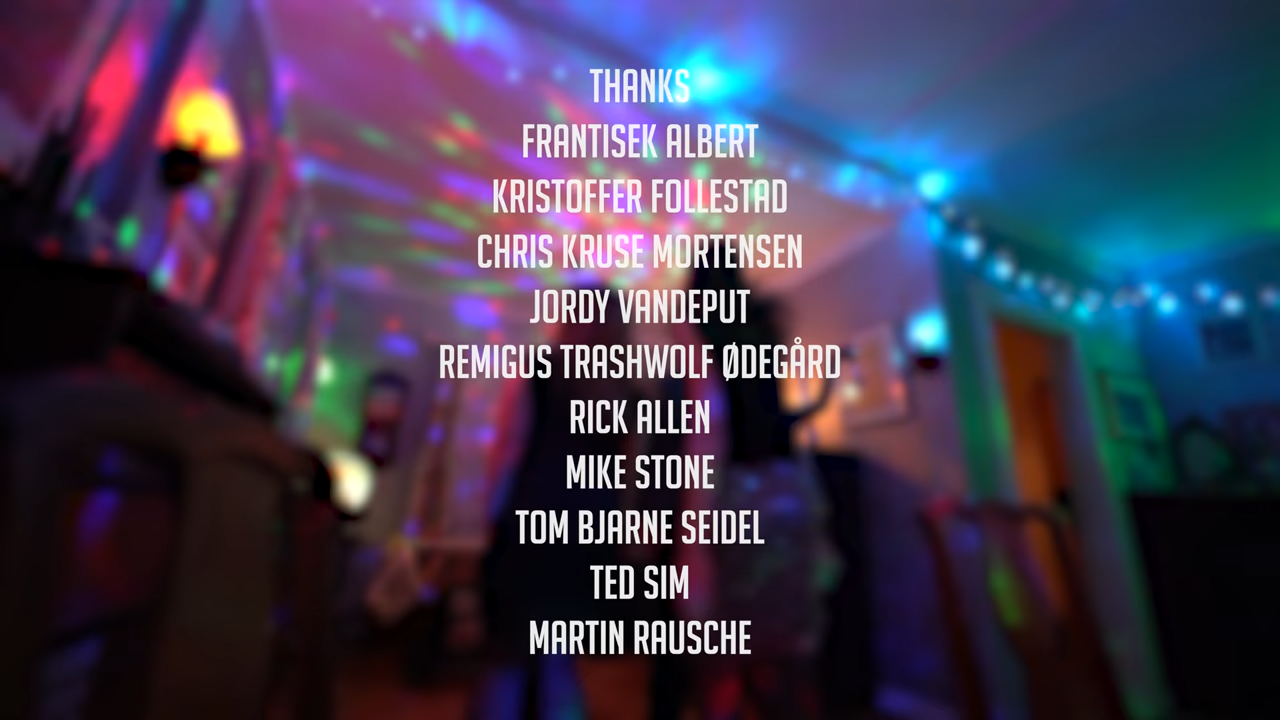 THANKS
FRANTISEK ALBERT
KRISTOFFER FOLLESTAD
CHRIS KRUSE MORTENSEN
JORDY VANDEPUT
REMIGUS TRASHWOLF ØDEGÅRD
RICK ALLEN
MIKE STONE
TOM BJARNE SEIDEL
TED SIM
MARTIN RAUSCHE